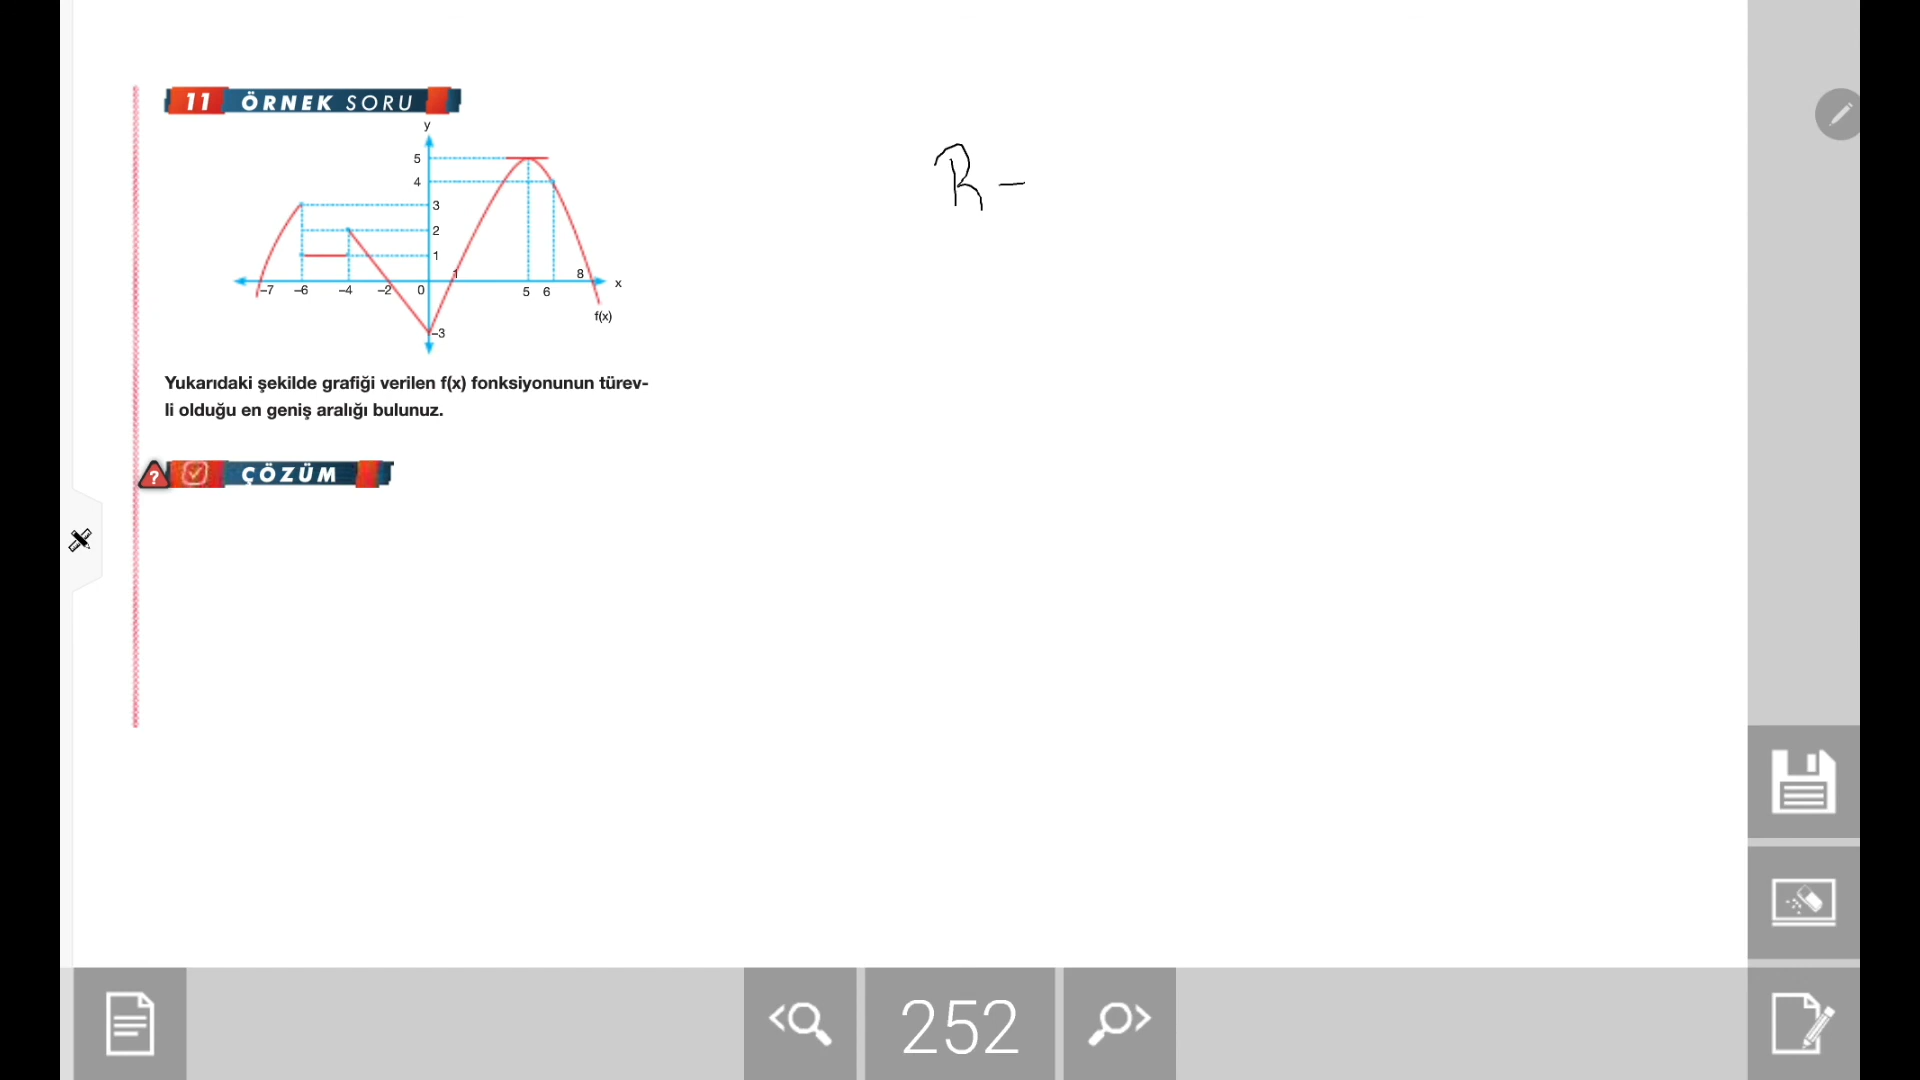 11 ÖRNEK SORU
y
5
4
3
2
1
1
8
x
–7
–6
–4
–2
0
5
6
f(x)
–3
R –
Yukarıdaki şekilde grafiği verilen f(x) fonksiyonunun türev-
li olduğu en geniş aralığı bulunuz.
? ÇÖZÜM
252